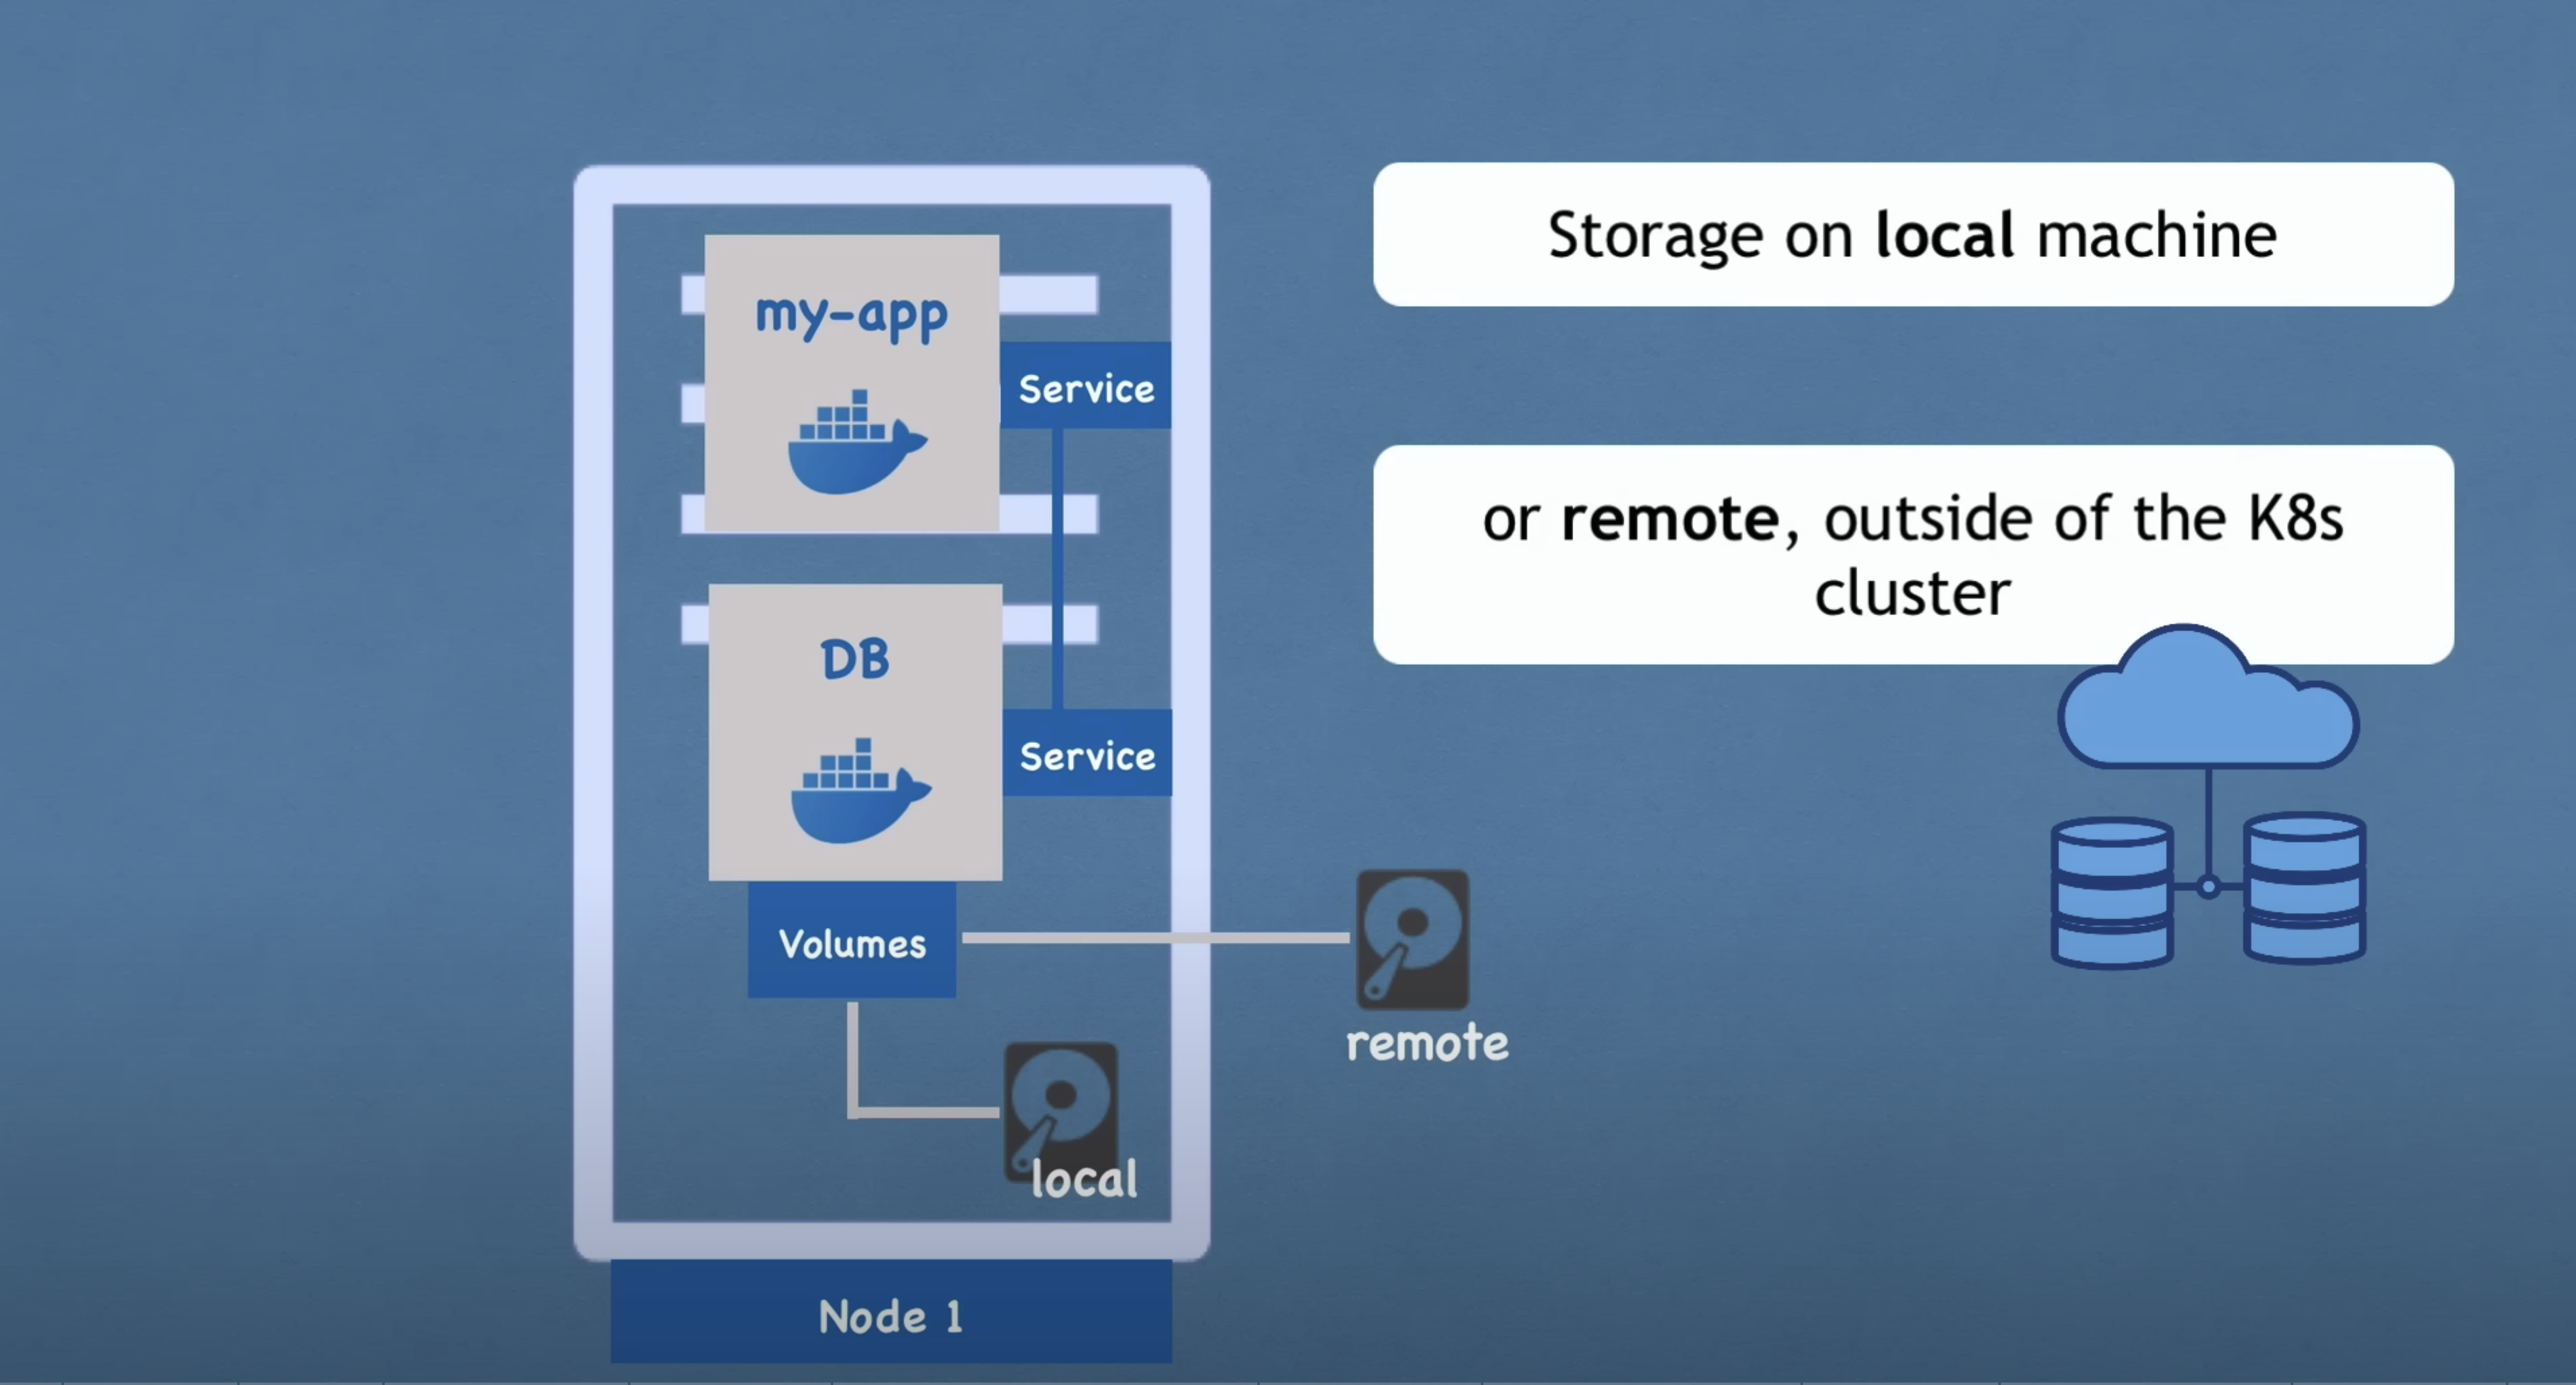 my-app
Service
DB
Service
Volumes
remote
local
Node 1
Storage on local machine
or remote, outside of the K8s
cluster